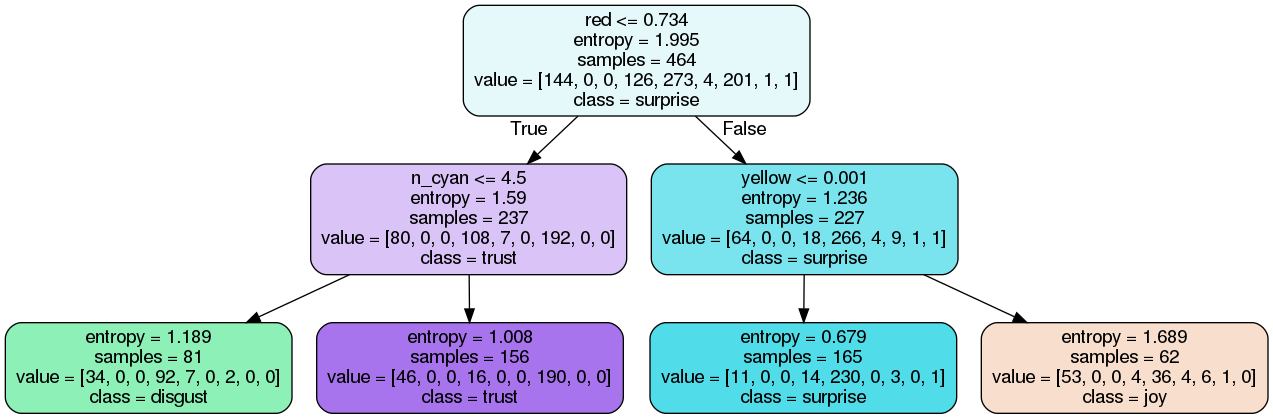 red <= 0.734
entropy = 1.995
samples = 464
value = [144, 0, 0, 126, 273, 4, 201, 1, 1]
class = surprise
True
False
n_cyan <= 4.5
entropy = 1.59
samples = 237
value = [80, 0, 0, 108, 7, 0, 192, 0, 0]
class = trust
yellow <= 0.001
entropy = 1.236
samples = 227
value = [64, 0, 0, 18, 266, 4, 9, 1, 1]
class = surprise
entropy = 1.189
samples = 81
value = [34, 0, 0, 92, 7, 0, 2, 0, 0]
class = disgust
entropy = 1.008
samples = 156
value = [46, 0, 0, 16, 0, 0, 190, 0, 0]
class = trust
entropy = 0.679
samples = 165
value = [11, 0, 0, 14, 230, 0, 3, 0, 1]
class = surprise
entropy = 1.689
samples = 62
value = [53, 0, 0, 4, 36, 4, 6, 1, 0]
class = joy